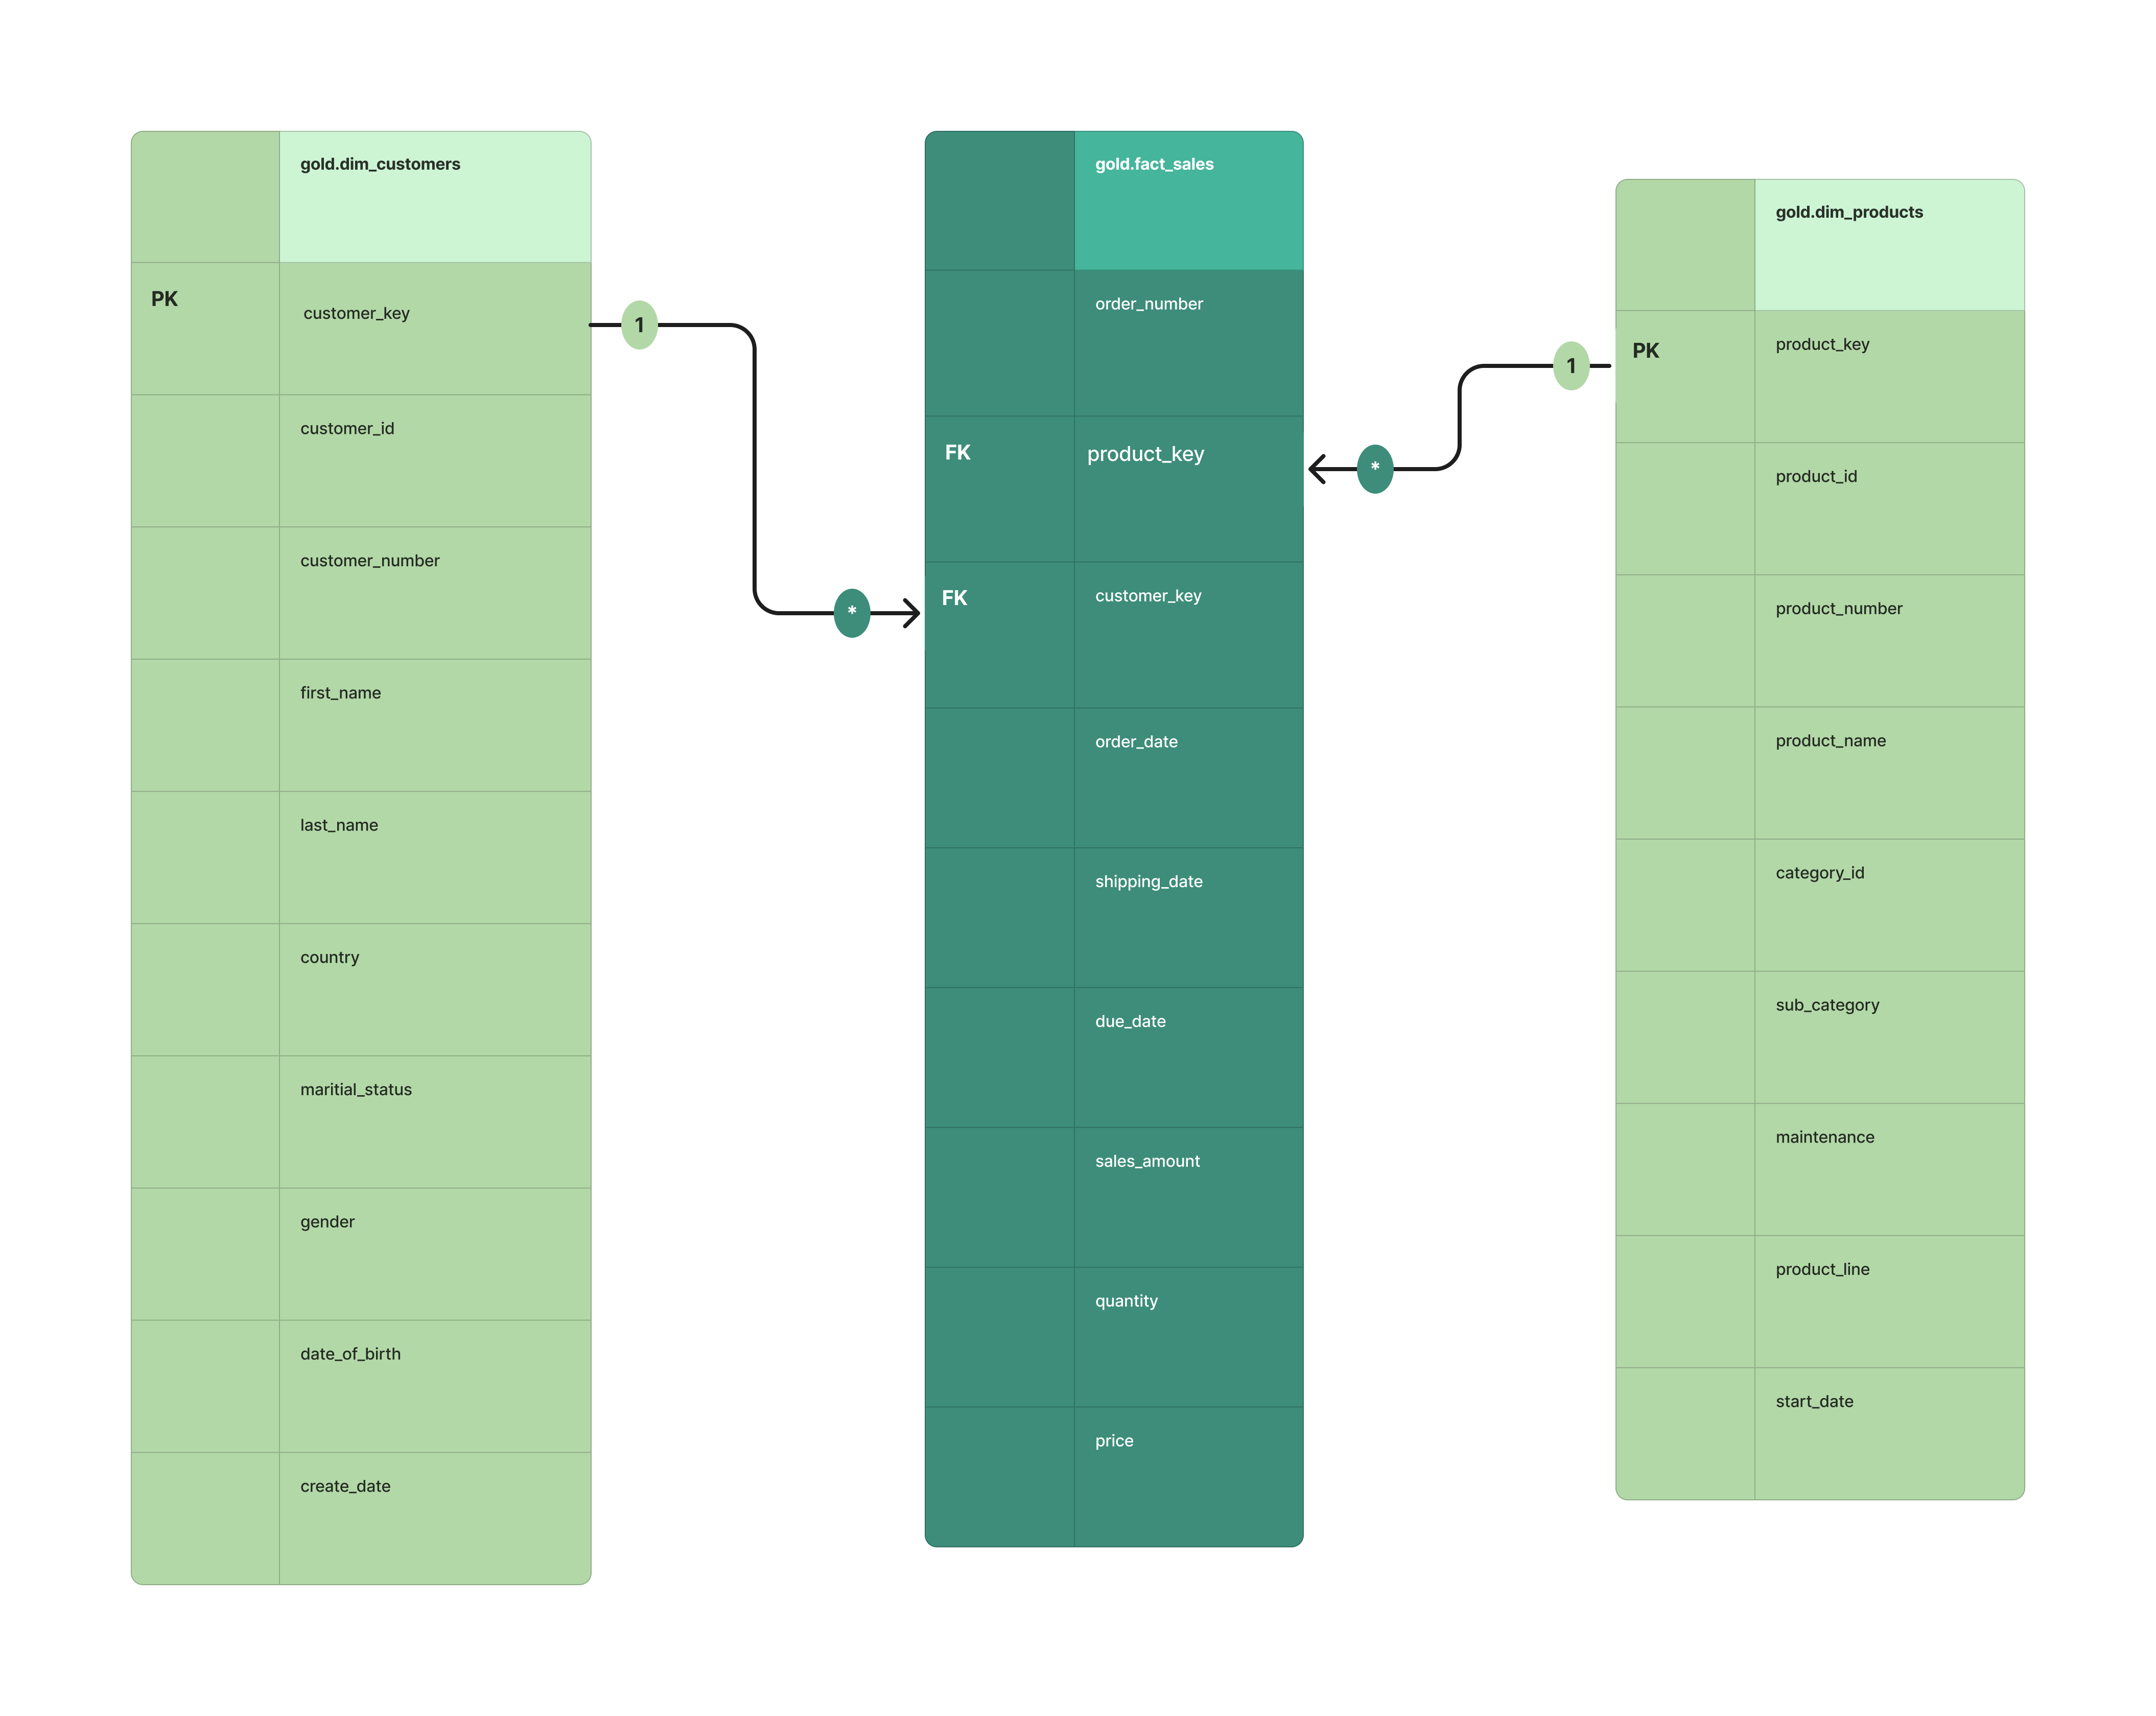 gold.dim_customers
PK
customer_key
customer_id
customer_number
first_name
last_name
country
maritial_status
gender
date_of_birth
create_date
1
*
gold.fact_sales
order_number
FK
product_key
FK
customer_key
order_date
shipping_date
due_date
sales_amount
quantity
price
*
1
gold.dim_products
PK
product_key
product_id
product_number
product_name
category_id
sub_category
maintenance
product_line
start_date